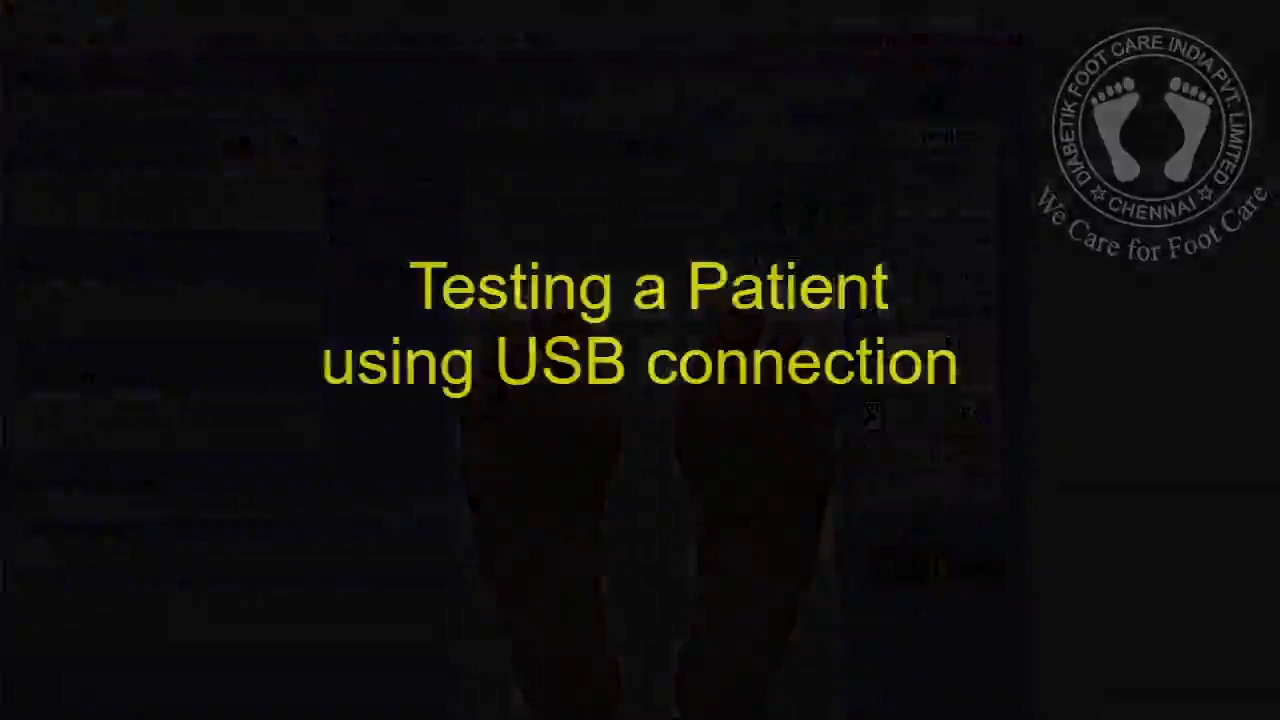 DIABETIK FOOT CARE INDIA PVT. LIMITED
CHENNAI
We Care for Foot Care
Testing a Patient
using USB connection